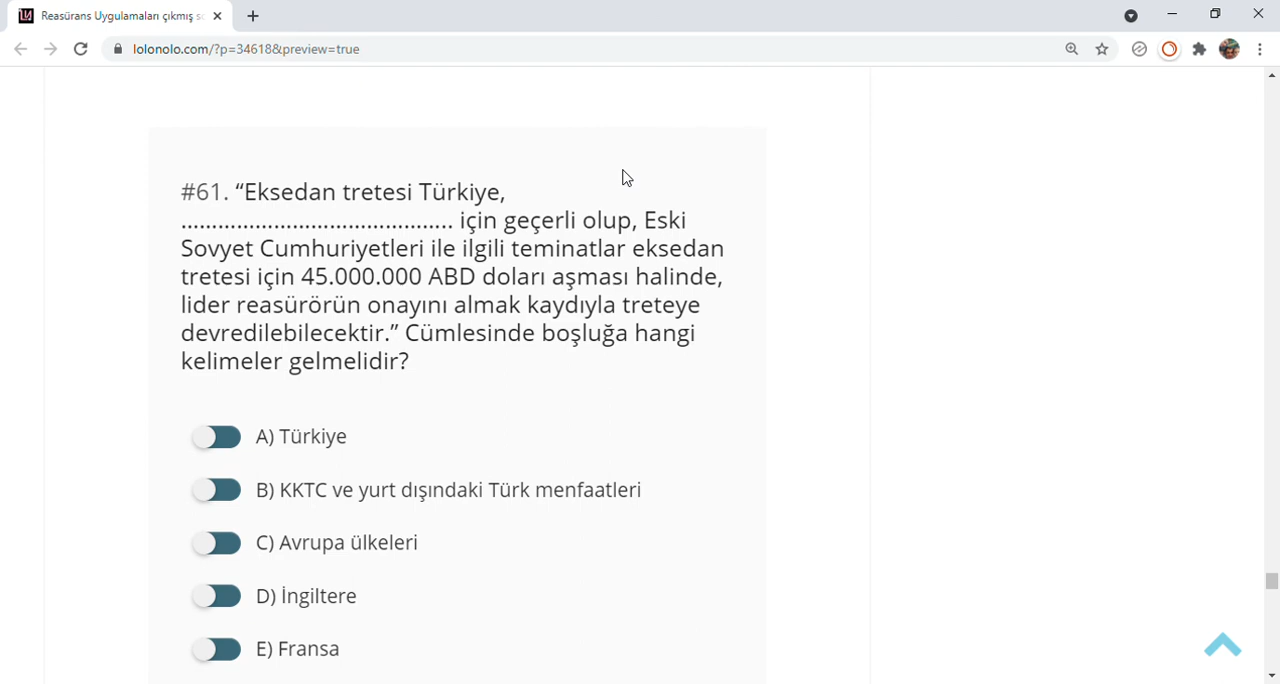 Reasürans Uygulamaları çıkmış so
lolonolo.com/?p=34618&preview=true
#61. “Eksedan tretesi Türkiye,
............................................ için geçerli olup, Eski
Sovyet Cumhuriyetleri ile ilgili teminatlar eksedan
tretesi için 45.000.000 ABD doları aşması halinde,
lider reasürörün onayını almak kaydıyla treteye
devredilebilecektir.” Cümlesinde boşluğa hangi
kelimeler gelmelidir?
A) Türkiye
B) KKTC ve yurt dışındaki Türk menfaatleri
C) Avrupa ülkeleri
D) İngiltere
E) Fransa